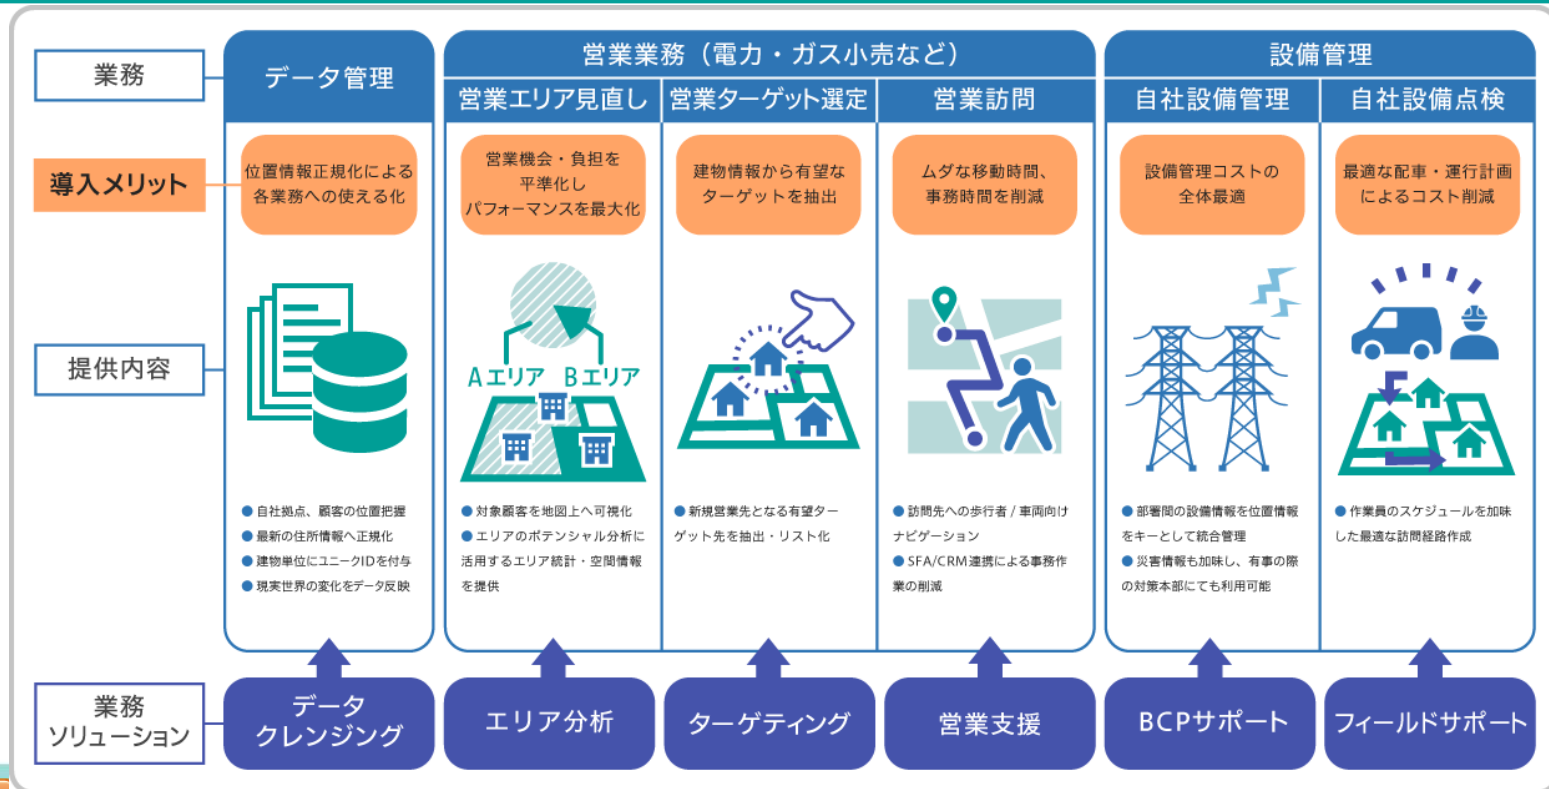 業務
データ管理
営業業務（電力・ガス小売など）
設備管理
営業エリア見直し
営業ターゲット選定
営業訪問
自社設備管理
自社設備点検
導入メリット
位置情報正規化による
各業務への使える化
営業機会・負担を
平準化し
パフォーマンスを最大化
建物情報から有望な
ターゲットを抽出
ムダな移動時間、
事務時間を削減
設備管理コストの
全体最適
最適な配車・運行計画
によるコスト削減
提供内容
Aエリア
Bエリア
●自社拠点、顧客の位置把握
●最新の住所情報へ正規化
●建物単位にユニークIDを付与
●現実世界の変化をデータ反映
●対象顧客を地図上へ可視化
●エリアのポテンシャル分析に
活用するエリア統計・空間情報
を提供
●新規営業先となる有望ター
ゲット先を抽出・リスト化
●訪問先への歩行者 / 車両向け
ナビゲーション
●SFA/CRM連携による事務作
業の削減
●部署間の設備情報を位置情報
をキーとして統合管理
●災害情報も加味し、有事の際
の対策本部にても利用可能
●作業員のスケジュールを加味
した最適な訪問経路作成
業務
ソリューション
データ
クレンジング
エリア分析
ターゲティング
営業支援
BCPサポート
フィールドサポート